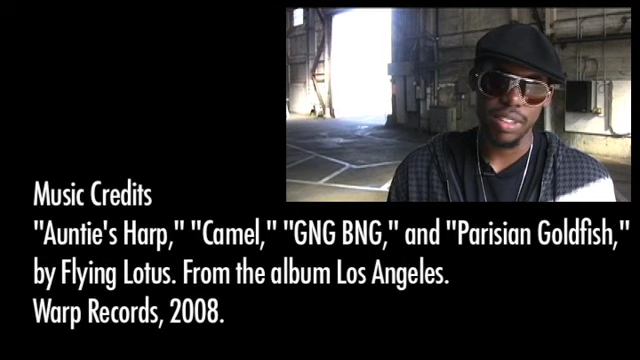 Music Credits
"Auntie's Harp," "Camel," "GNG BNG," and "Parisian Goldfish,"
by Flying Lotus. From the album Los Angeles.
Warp Records, 2008.